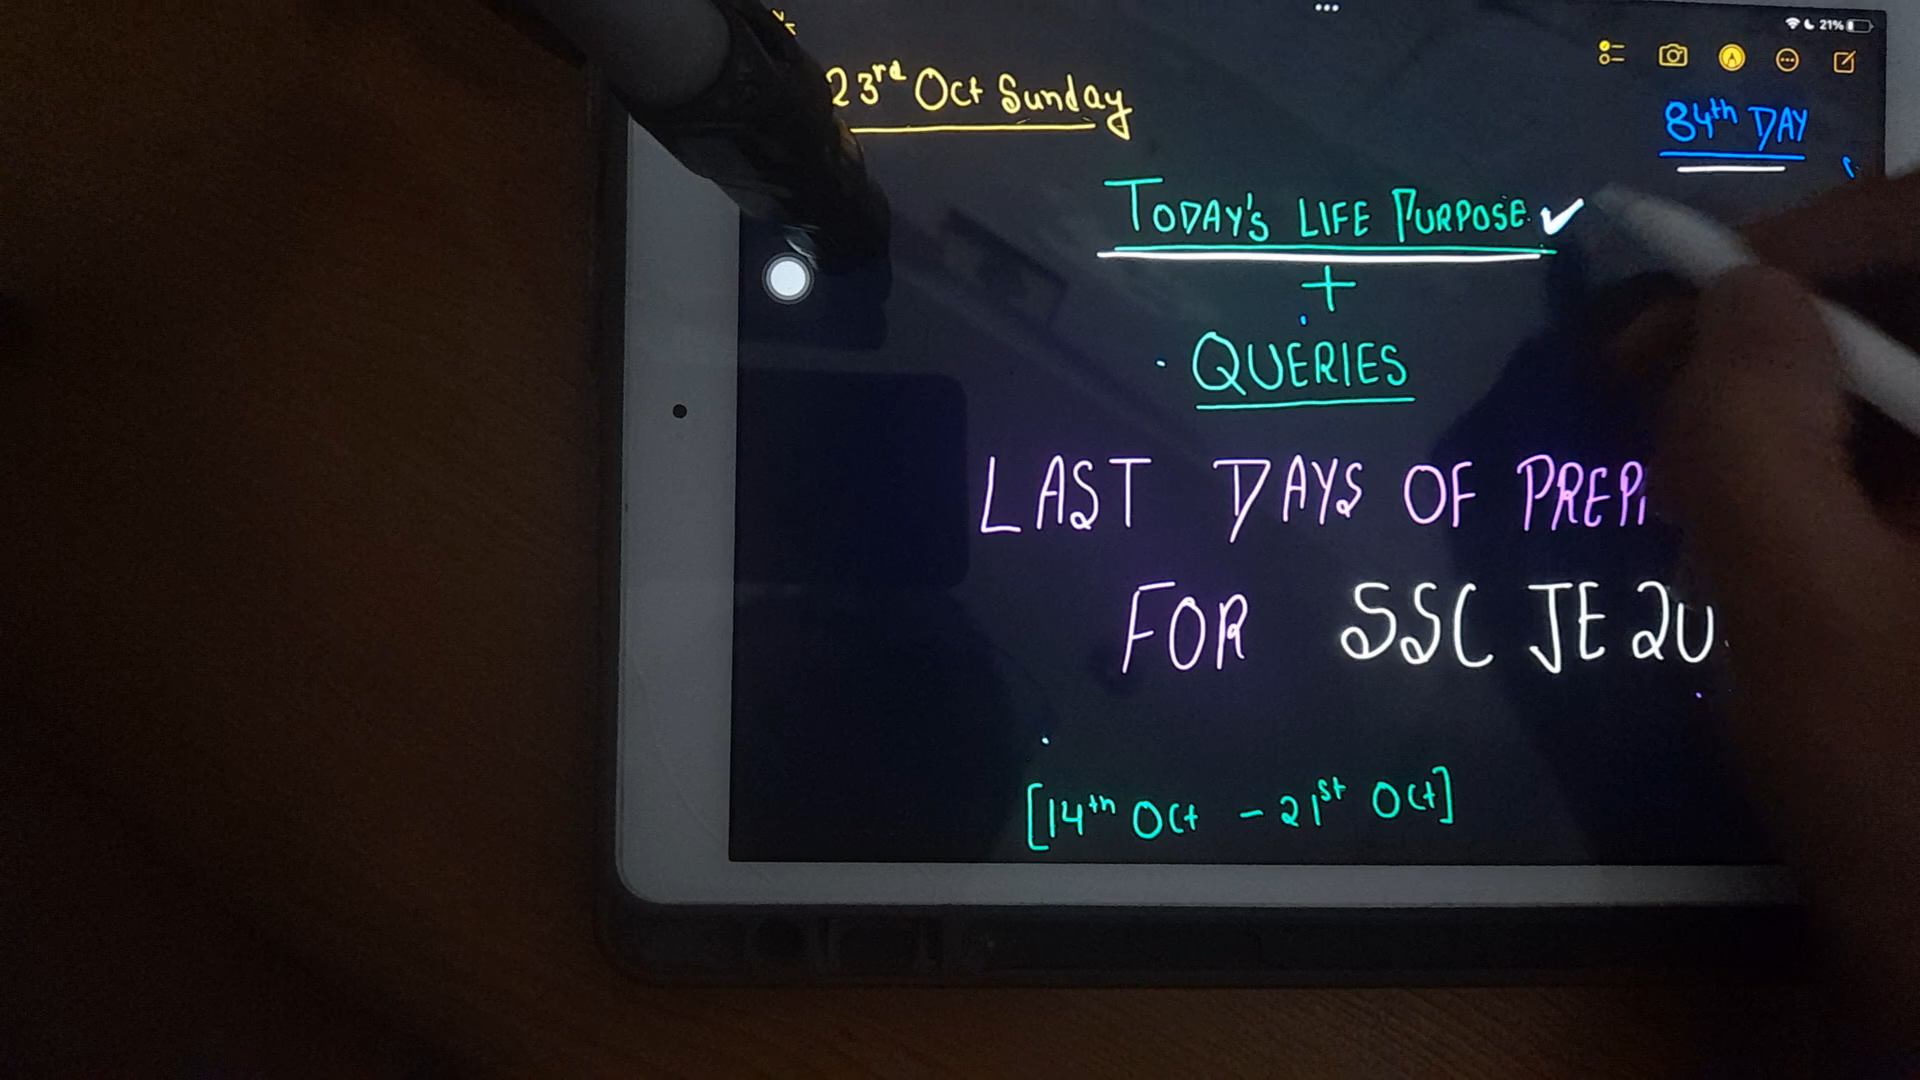 21%
23rd Oct Sunday
84th DAY
TODAY'S LIFE PURPOSE ✓
+
QUERIES
LAST DAYS OF
FOR SSC JE
[14th Oct - 21st Oct]